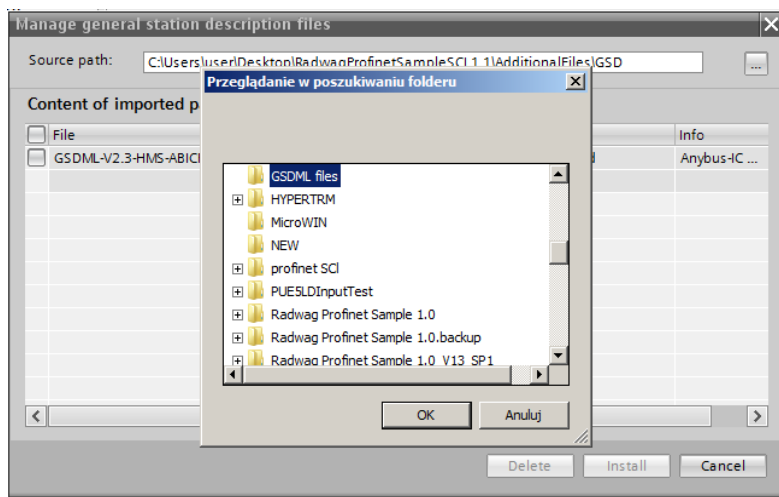 Manage general station description files
Source path: C:\Users\user\Desktop\RadwagProfinetSampleSCL1.1\AdditionalFiles\GSD ...
Przeglądanie w poszukiwaniu folderu
Content of imported p
File Info
GSDML-V2.3-HMS-ABICI Anybus-IC ...
GSDML files
HYPERTRM
MicroWIN
NEW
profinet SCl
PUE5LDInputTest
Radwag Profinet Sample 1.0
Radwag Profinet Sample 1.0.backup
Radwag Profinet Sample 1.0_V13_SP1
OK Anuluj
Delete Install Cancel